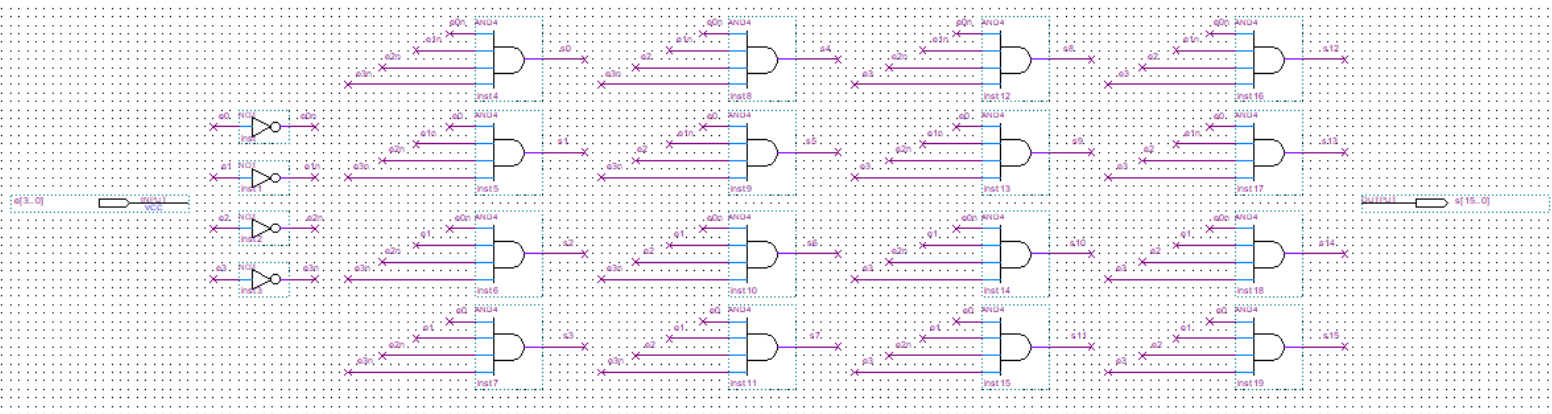 e0n AND4
e1n
e2n
e3n
s0
inst4
e0n AND4
e1n
e2
e3n
s4
inst8
e0n AND4
e1n
e2n
e3
s8
inst12
e0n AND4
e1n
e2
e3
s12
inst16
e0 NOT e0n
inst
e1 NOT e1n
inst1
e2 NOT e2n
inst2
e3 NOT e3n
inst3
e[3..0] INPUT
VCC
e0 AND4
e1n
e2n
e3n
s1
inst5
e0 AND4
e1n
e2
e3n
s5
inst9
e0 AND4
e1n
e2n
e3
s9
inst13
e0 AND4
e1n
e2
e3
s13
inst17
OUTPUT s[15..0]
e0n AND4
e1
e2n
e3n
s2
inst6
e0n AND4
e1
e2
e3n
s6
inst10
e0n AND4
e1
e2n
e3
s10
inst14
e0n AND4
e1
e2
e3
s14
inst18
e0 AND4
e1
e2n
e3n
s3
inst7
e0 AND4
e1
e2
e3n
s7
inst11
e0 AND4
e1
e2n
e3
s11
inst15
e0 AND4
e1
e2
e3
s15
inst19